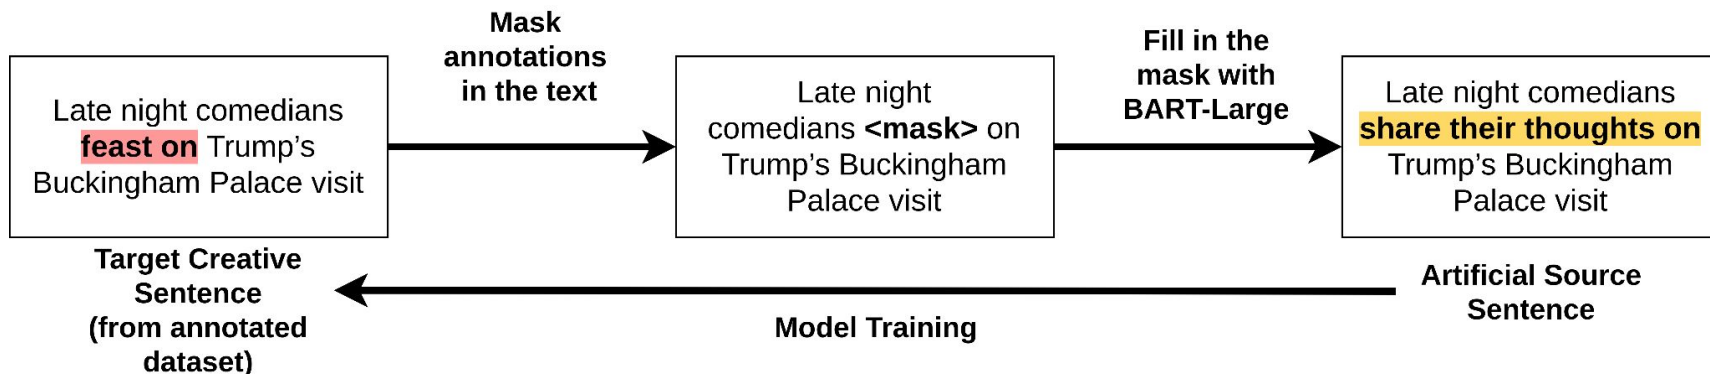 Mask
annotations
in the text
Fill in the
mask with
BART-Large
Late night comedians
feast on Trump’s
Buckingham Palace visit
Late night
comedians <mask> on
Trump’s Buckingham
Palace visit
Late night comedians
share their thoughts on
Trump’s Buckingham
Palace visit
Target Creative
Sentence
(from annotated
dataset)
Model Training
Artificial Source
Sentence